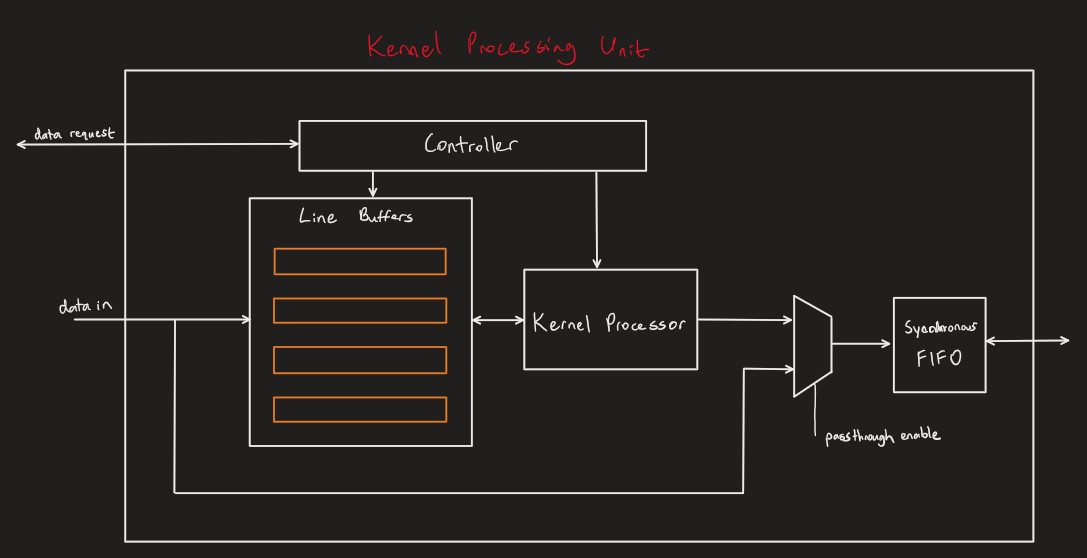 Kernel Processing Unit
data request
Controller
Line Buffers
data in
Kernel Processor
Synchronous
FIFO
passthrough enable